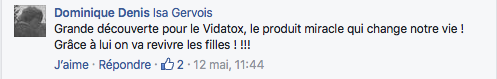 Dominique Denis Isa Gervois
Grande découverte pour le Vidatox, le produit miracle qui change notre vie !
Grâce à lui on va revivre les filles ! !!!
J'aime · Répondre · 2 · 12 mai, 11:44